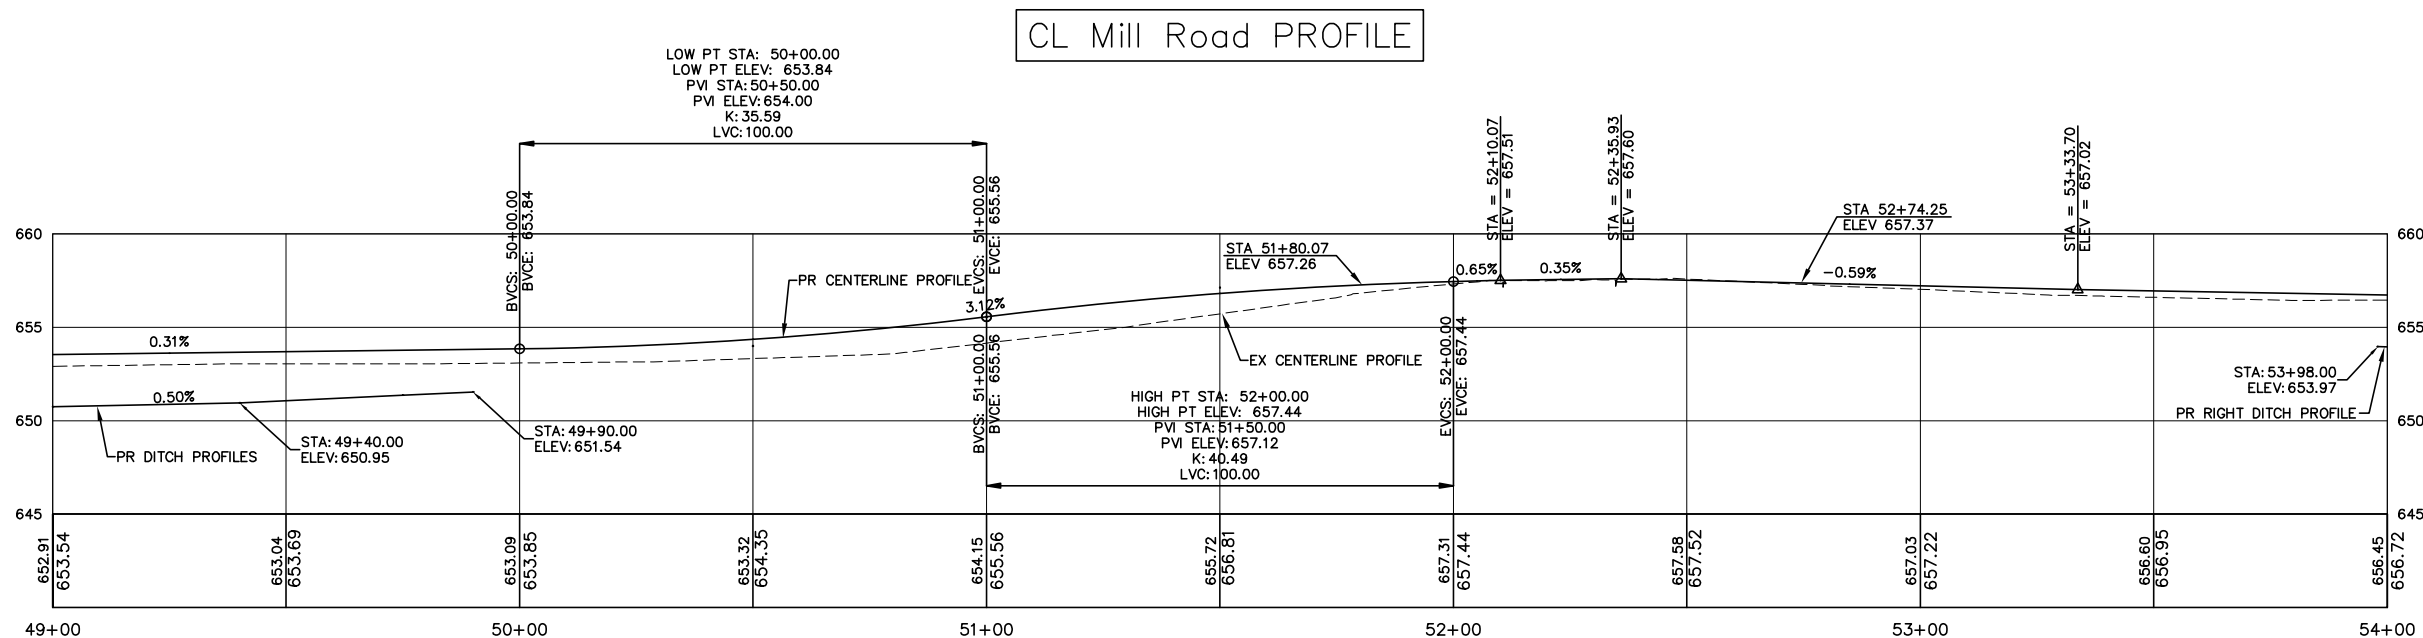 CL Mill Road PROFILE
LOW PT STA: 50+00.00
LOW PT ELEV: 653.84
PVI STA:50+50.00
PVI ELEV:654.00
K:35.59
LVC:100.00
BVCS: 50+00.00
BVCE: 653.84
EVCS: 51+00.00
EVCE: 655.56
STA = 52+10.07
ELEV = 657.51
STA = 52+35.93
ELEV = 657.60
STA = 53+33.70
ELEV = 657.02
STA 52+74.25
ELEV 657.37
660
660
STA 51+80.07
ELEV 657.26
0.65%
0.35%
-0.59%
PR CENTERLINE PROFILE
3.12%
655
655
0.31%
EX CENTERLINE PROFILE
BVCS: 51+00.00
BVCE: 655.56
EVCS: 52+00.00
EVCE: 657.44
STA:53+98.00
ELEV:653.97
PR RIGHT DITCH PROFILE
0.50%
HIGH PT STA: 52+00.00
HIGH PT ELEV: 657.44
PVI STA:51+50.00
PVI ELEV:657.12
K:40.49
LVC:100.00
650
650
STA:49+40.00
ELEV:650.95
STA:49+90.00
ELEV:651.54
PR DITCH PROFILES
645
645
652.91
653.54
653.04
653.69
653.09
653.85
653.32
654.35
654.15
655.56
655.72
656.81
657.31
657.44
657.58
657.52
657.03
657.22
656.60
656.95
656.45
656.72
49+00
50+00
51+00
52+00
53+00
54+00